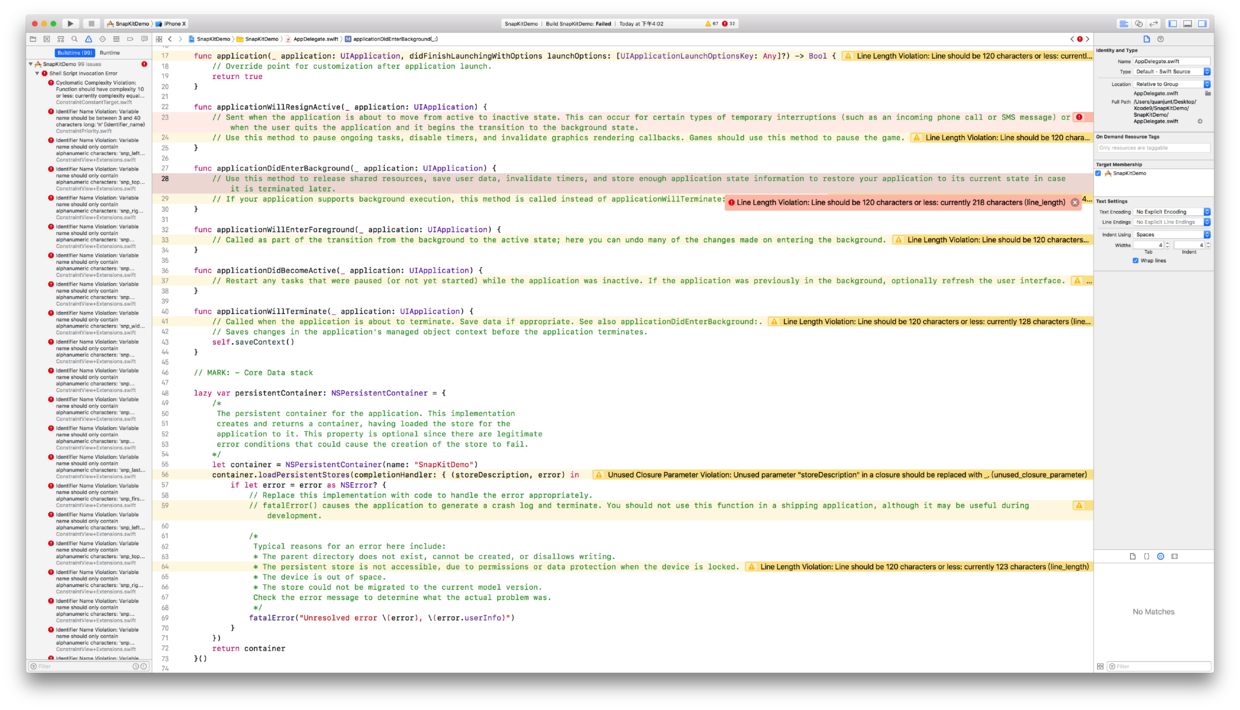 SnapKitDemo
iPhone X
SnapKitDemo | Build SnapKitDemo: Failed | Today at 下午4:02
67
32
SnapKitDemo
SnapKitDemo
AppDelegate.swift
applicationDidEnterBackground(_:)
Buildtime (99)
Runtime
SnapKitDemo 99 issues
Shell Script Invocation Error
Cyclomatic Complexity Violation:
Function should have complexity 10
or less: currently complexity equal...
ConstraintConstantTarget.swift
Identifier Name Violation: Variable
name should be between 3 and 40
characters long: 'r' (identifier_name)
ConstraintPriority.swift
Identifier Name Violation: Variable
name should only contain
alphanumeric characters: 'snp_left...
ConstraintView+Extensions.swift
Identifier Name Violation: Variable
name should only contain
alphanumeric characters: 'snp_top...
ConstraintView+Extensions.swift
Identifier Name Violation: Variable
name should only contain
alphanumeric characters: 'snp_rig...
ConstraintView+Extensions.swift
Identifier Name Violation: Variable
name should only contain
alphanumeric characters: 'snp...
ConstraintView+Extensions.swift
Identifier Name Violation: Variable
name should only contain
alphanumeric characters: 'snp...
ConstraintView+Extensions.swift
Identifier Name Violation: Variable
name should only contain
alphanumeric characters: 'snp...
ConstraintView+Extensions.swift
Identifier Name Violation: Variable
name should only contain
alphanumeric characters: 'snp_wid...
ConstraintView+Extensions.swift
Identifier Name Violation: Variable
name should only contain
alphanumeric characters: 'snp...
ConstraintView+Extensions.swift
Identifier Name Violation: Variable
name should only contain
alphanumeric characters: 'snp...
ConstraintView+Extensions.swift
Identifier Name Violation: Variable
name should only contain
alphanumeric characters: 'snp...
ConstraintView+Extensions.swift
Identifier Name Violation: Variable
name should only contain
alphanumeric characters: 'snp...
ConstraintView+Extensions.swift
Identifier Name Violation: Variable
name should only contain
alphanumeric characters: 'snp_last...
ConstraintView+Extensions.swift
Identifier Name Violation: Variable
name should only contain
alphanumeric characters: 'snp_firs...
ConstraintView+Extensions.swift
Identifier Name Violation: Variable
name should only contain
alphanumeric characters: 'snp_left...
ConstraintView+Extensions.swift
Identifier Name Violation: Variable
name should only contain
alphanumeric characters: 'snp_top...
ConstraintView+Extensions.swift
Identifier Name Violation: Variable
name should only contain
alphanumeric characters: 'snp_rig...
ConstraintView+Extensions.swift
Identifier Name Violation: Variable
name should only contain
alphanumeric characters: 'snp...
ConstraintView+Extensions.swift
Identifier Name Violation: Variable
name should only contain
alphanumeric characters: 'snp...
ConstraintView+Extensions.swift
Identifier Name Violation: Variable
Filter
17 func application(_ application: UIApplication, didFinishLaunchingWithOptions launchOptions: [UIApplicationLaunchOptionsKey: Any]?) -> Bool { Line Length Violation: Line should be 120 characters or less: currentl...
18 // Override point for customization after application launch.
19 return true
20 }
21
22 func applicationWillResignActive(_ application: UIApplication) {
23 // Sent when the application is about to move from active to inactive state. This can occur for certain types of temporary interruptions (such as an incoming phone call or SMS message) or
when the user quits the application and it begins the transition to the background state.
24 // Use this method to pause ongoing tasks, disable timers, and invalidate graphics rendering callbacks. Games should use this method to pause the game. Line Length Violation: Line should be 120 chara...
25 }
26
27 func applicationDidEnterBackground(_ application: UIApplication) {
28 // Use this method to release shared resources, save user data, invalidate timers, and store enough application state information to restore your application to its current state in case
it is terminated later.
29 // If your application supports background execution, this method is called instead of applicationWillTerminate: Line Length Violation: Line should be 120 characters or less: currently 218 characters (line_length) 4...
30 }
31
32 func applicationWillEnterForeground(_ application: UIApplication) {
33 // Called as part of the transition from the background to the active state; here you can undo many of the changes made on entering the background. Line Length Violation: Line should be 120 characters...
34 }
35
36 func applicationDidBecomeActive(_ application: UIApplication) {
37 // Restart any tasks that were paused (or not yet started) while the application was inactive. If the application was previously in the background, optionally refresh the user interface. ...
38 }
39
40 func applicationWillTerminate(_ application: UIApplication) {
41 // Called when the application is about to terminate. Save data if appropriate. See also applicationDidEnterBackground:. Line Length Violation: Line should be 120 characters or less: currently 128 characters (line...
42 // Saves changes in the application's managed object context before the application terminates.
43 self.saveContext()
44 }
45
46 // MARK: - Core Data stack
47
48 lazy var persistentContainer: NSPersistentContainer = {
49 /*
50 The persistent container for the application. This implementation
51 creates and returns a container, having loaded the store for the
52 application to it. This property is optional since there are legitimate
53 error conditions that could cause the creation of the store to fail.
54 */
55 let container = NSPersistentContainer(name: "SnapKitDemo")
56 container.loadPersistentStores(completionHandler: { (storeDescription, error) in Unused Closure Parameter Violation: Unused parameter "storeDescription" in a closure should be replaced with _. (unused_closure_parameter)
57 if let error = error as NSError? {
58 // Replace this implementation with code to handle the error appropriately.
59 // fatalError() causes the application to generate a crash log and terminate. You should not use this function in a shipping application, although it may be useful during
development.
60
61 /*
62 Typical reasons for an error here include:
63 * The parent directory does not exist, cannot be created, or disallows writing.
64 * The persistent store is not accessible, due to permissions or data protection when the device is locked. Line Length Violation: Line should be 120 characters or less: currently 123 characters (line_length)
65 * The device is out of space.
66 * The store could not be migrated to the current model version.
67 Check the error message to determine what the actual problem was.
68 */
69 fatalError("Unresolved error \(error), \(error.userInfo)")
70 }
71 })
72 return container
73 }()
74
Identity and Type
Name AppDelegate.swift
Type Default - Swift Source
Location Relative to Group
AppDelegate.swift
Full Path /Users/quanjunt/Desktop/
Xcode9/SnapKitDemo/
SnapKitDemo/
AppDelegate.swift
On Demand Resource Tags
Only resources are taggable
Target Membership
SnapKitDemo
Text Settings
Text Encoding No Explicit Encoding
Line Endings No Explicit Line Endings
Indent Using Spaces
Widths 4 4
Tab Indent
Wrap lines
No Matches
Filter